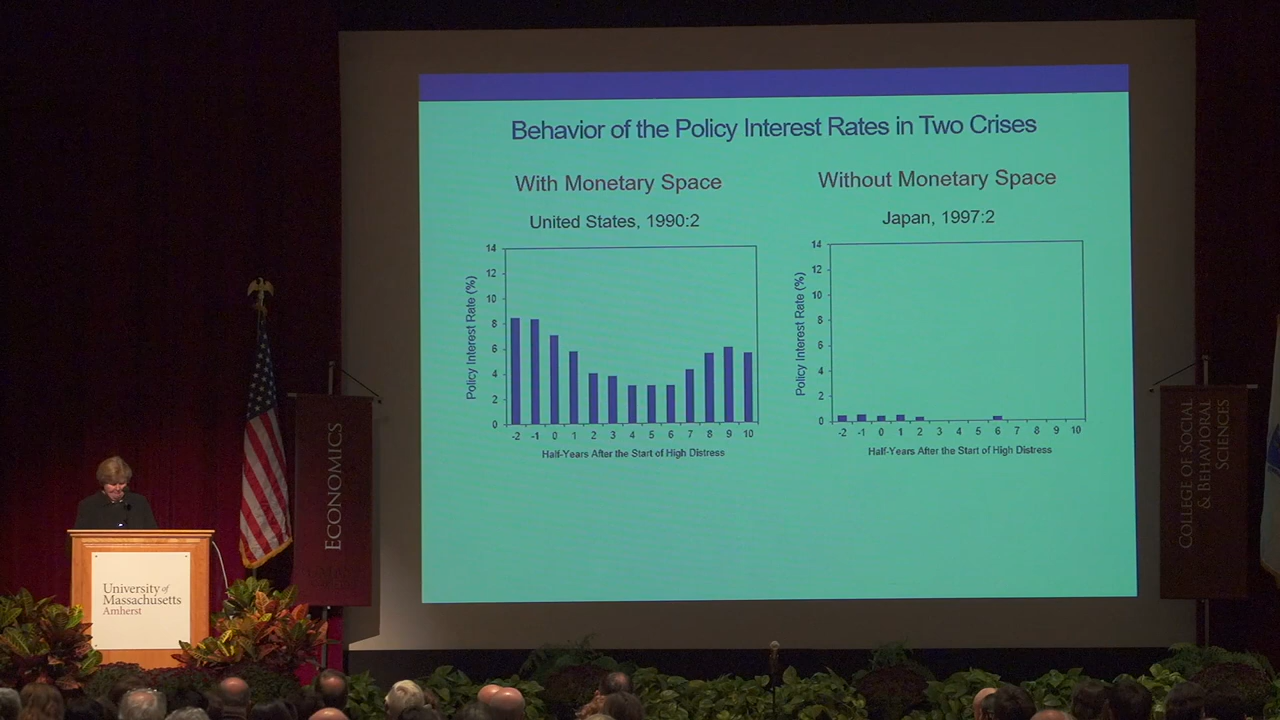 Behavior of the Policy Interest Rates in Two Crises
With Monetary Space
United States, 1990:2
Policy Interest Rate (%)
14
12
10
8
6
4
2
0
-2 -1 0 1 2 3 4 5 6 7 8 9 10
Half-Years After the Start of High Distress
Without Monetary Space
Japan, 1997:2
Policy Interest Rate (%)
14
12
10
8
6
4
2
0
-2 -1 0 1 2 3 4 5 6 7 8 9 10
Half-Years After the Start of High Distress
ECONOMICS
COLLEGE OF SOCIAL
& BEHAVIORAL
SCIENCES
University of
Massachusetts
Amherst